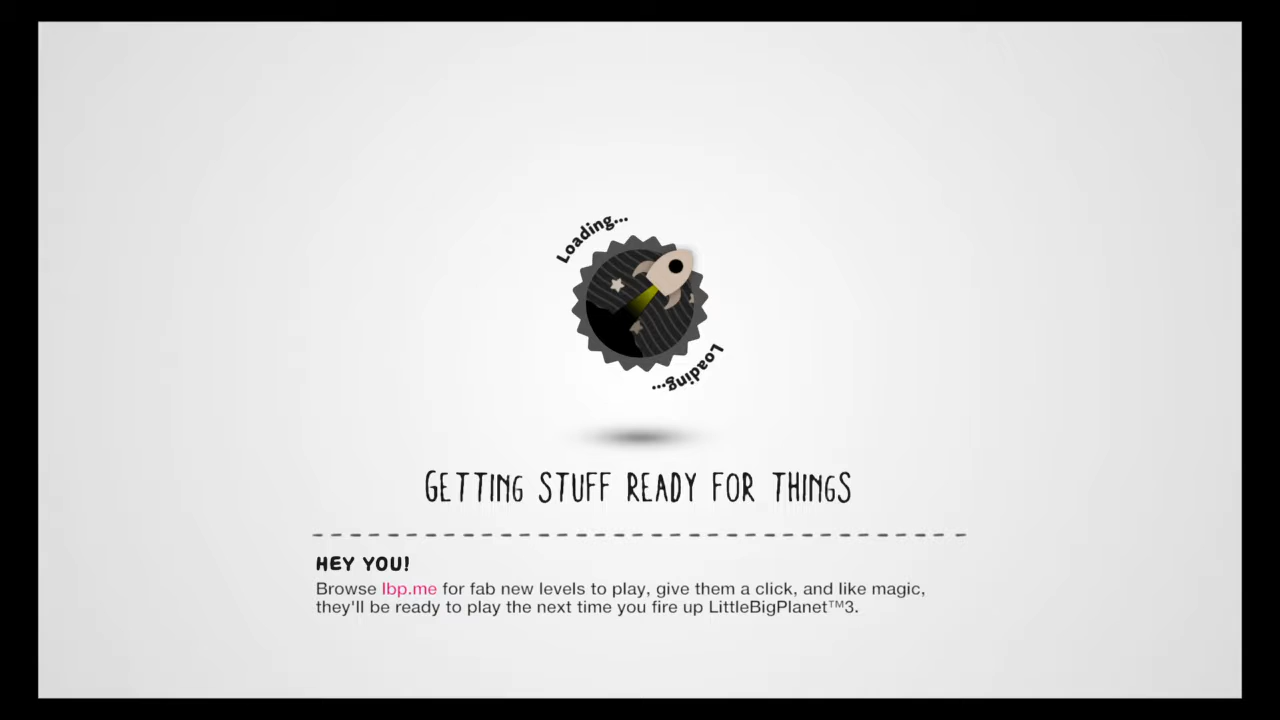 Loading...
Loading...
GETTING STUFF READY FOR THINGS
HEY YOU!
Browse lbp.me for fab new levels to play, give them a click, and like magic,
they'll be ready to play the next time you fire up LittleBigPlanet™3.